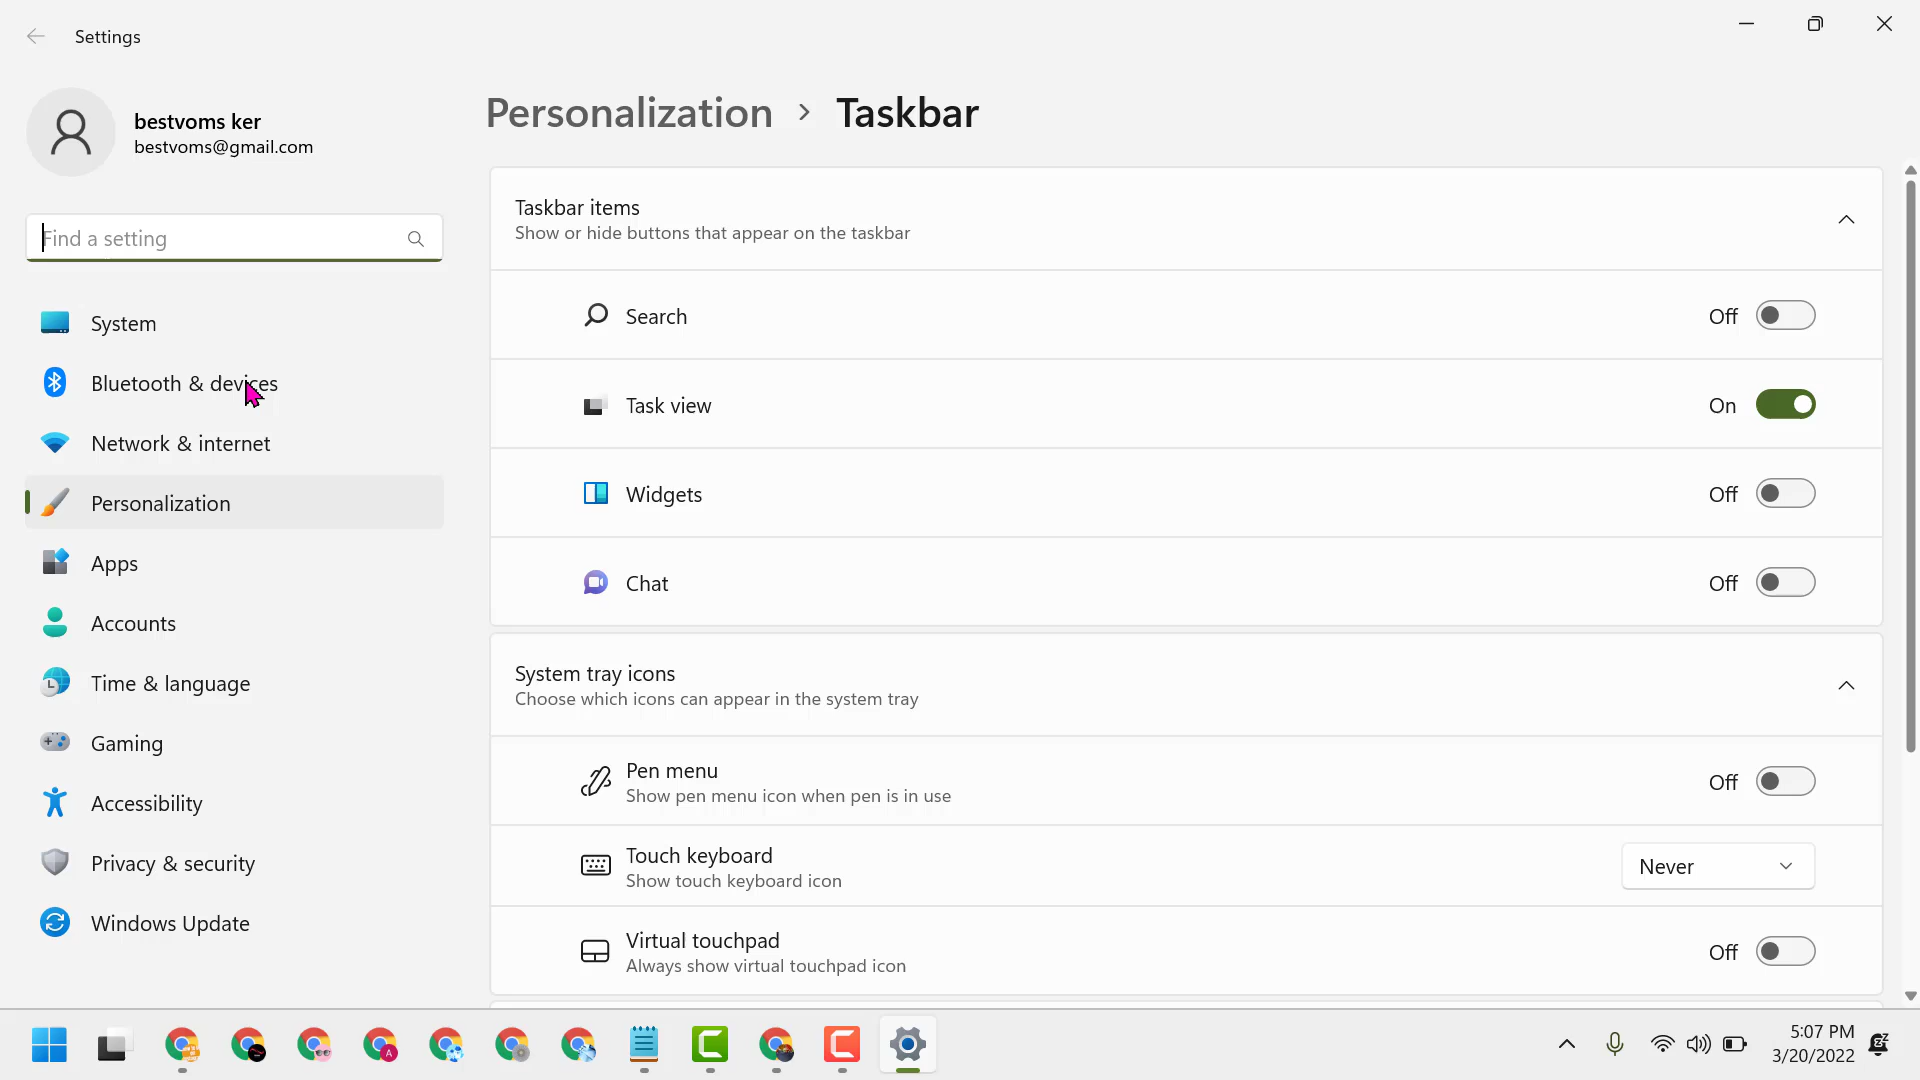 Settings
bestvoms ker
bestvoms@gmail.com
Find a setting
System
Bluetooth & devices
Network & internet
Personalization
Apps
Accounts
Time & language
Gaming
Accessibility
Privacy & security
Windows Update
Personalization > Taskbar
Taskbar items
Show or hide buttons that appear on the taskbar
Search Off
Task view On
Widgets Off
Chat Off
System tray icons
Choose which icons can appear in the system tray
Pen menu
Show pen menu icon when pen is in use
Off
Touch keyboard
Show touch keyboard icon
Never
Virtual touchpad
Always show virtual touchpad icon
Off
A
5:07 PM
3/20/2022